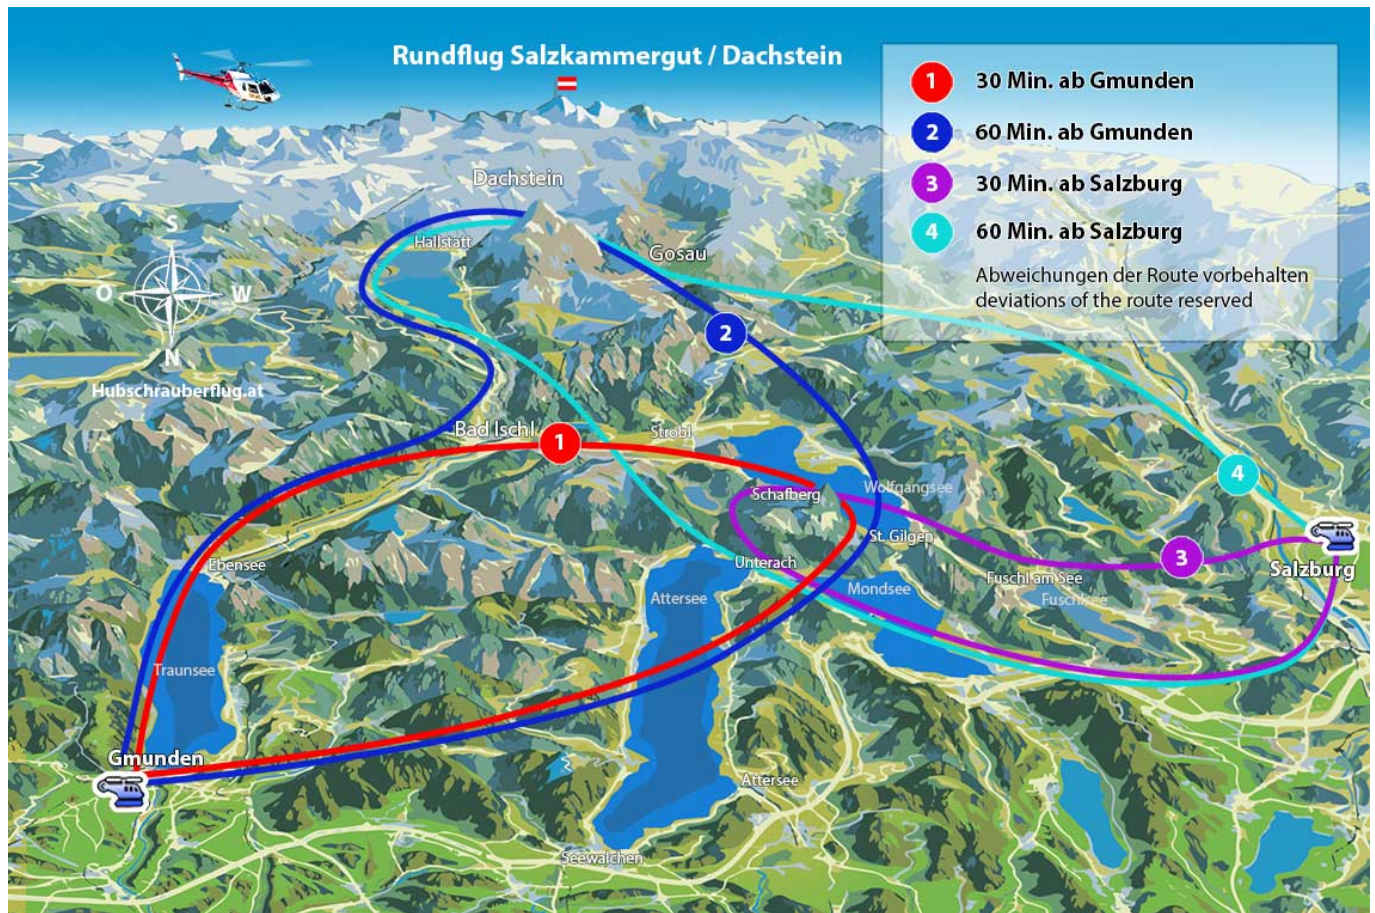 Rundflug Salzkammergut / Dachstein
1 30 Min. ab Gmunden
2 60 Min. ab Gmunden
3 30 Min. ab Salzburg
4 60 Min. ab Salzburg
Abweichungen der Route vorbehalten
deviations of the route reserved
Dachstein
S
O W
N
Hubschrauberflug.at
Hallstatt
Gosau
2
Bad Ischl
1
Strobl
4
Schafberg
Wolfgangsee
St. Gilgen
3
Salzburg
Ebensee
Unterach
Fuschl am See
Fuschlsee
Attersee
Mondsee
Traunsee
Gmunden
Attersee
Seewalchen